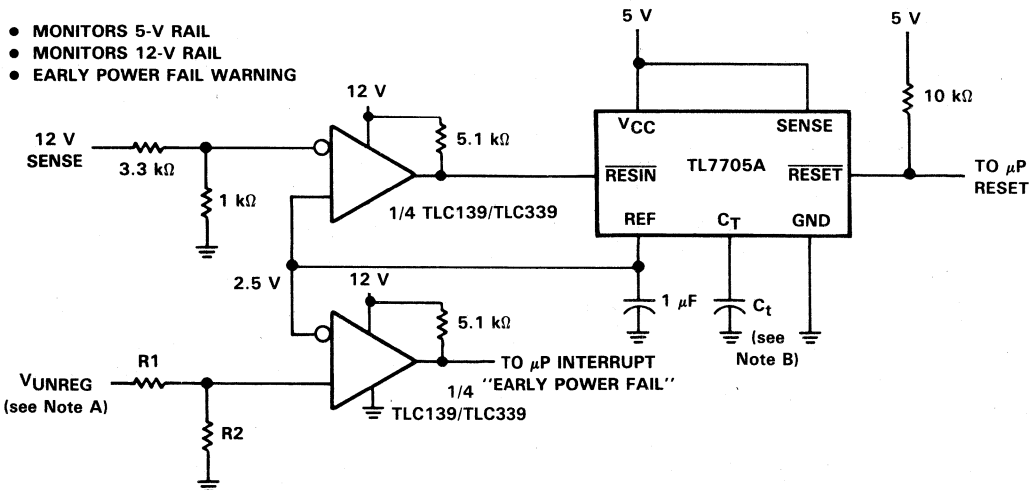 ● MONITORS 5-V RAIL
● MONITORS 12-V RAIL
● EARLY POWER FAIL WARNING
5 V
5 V
12 V
10 kΩ
5.1 kΩ
12 V
SENSE
3.3 kΩ
1 kΩ
1/4 TLC139/TLC339
VCC
SENSE
TL7705A
RESIN
RESET
REF
CT
GND
TO μP
RESET
2.5 V
12 V
5.1 kΩ
1 μF
Ct
(see
Note B)
TO μP INTERRUPT
"EARLY POWER FAIL"
1/4
TLC139/TLC339
VUNREG
(see Note A)
R1
R2